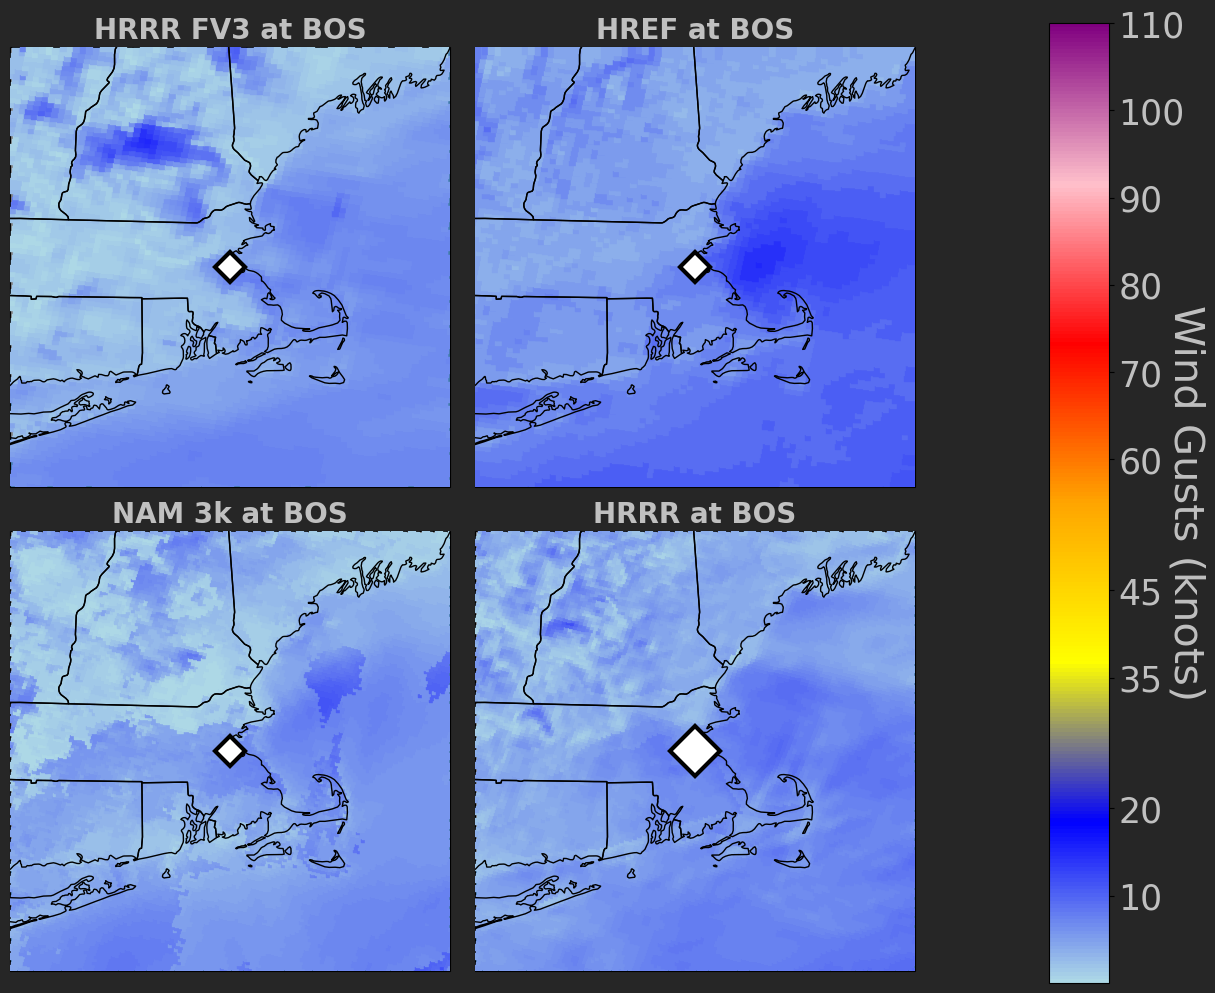 HRRR FV3 at BOS
HREF at BOS
NAM 3k at BOS
HRRR at BOS
110
100
90
80
70
60
45
35
20
10
Wind Gusts (knots)